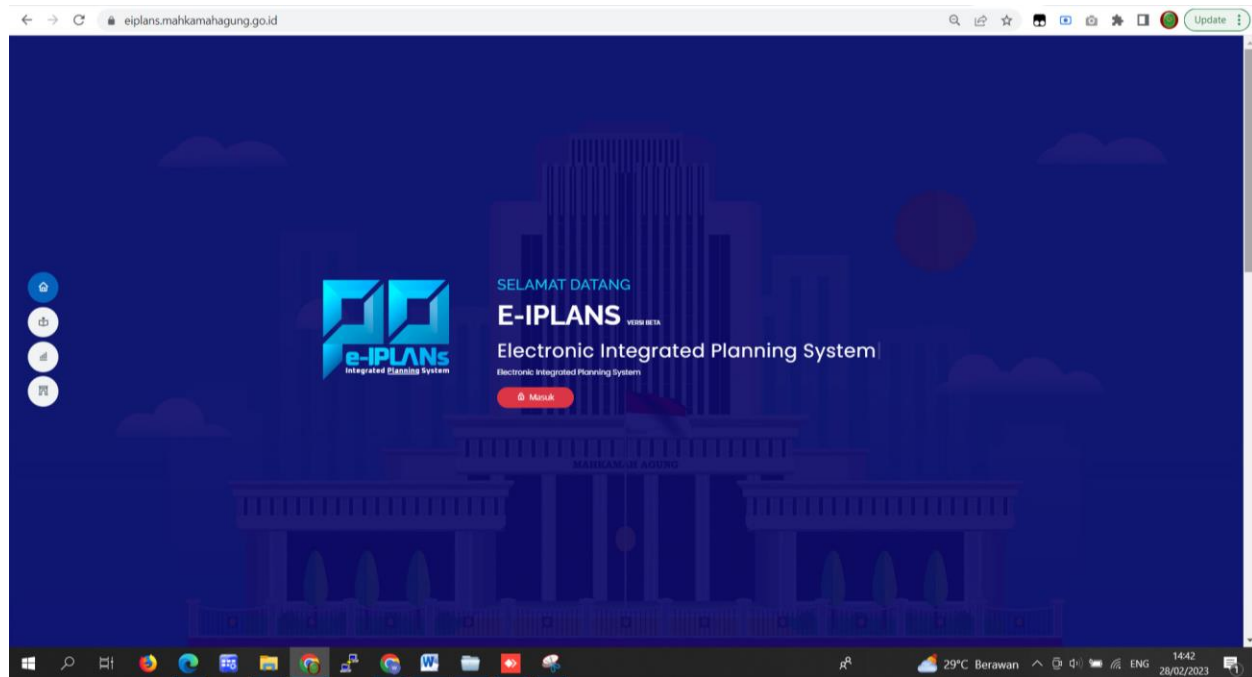 eiplans.mahkamahagung.go.id
Update
SELAMAT DATANG
E-IPLANS VERSI BETA
Electronic Integrated Planning System
Electronic Integrated Planning System
Masuk
e-IPLANs
Integrated Planning System
MAHKAMAH AGUNG
29°C Berawan
ENG
14:42
28/02/2023